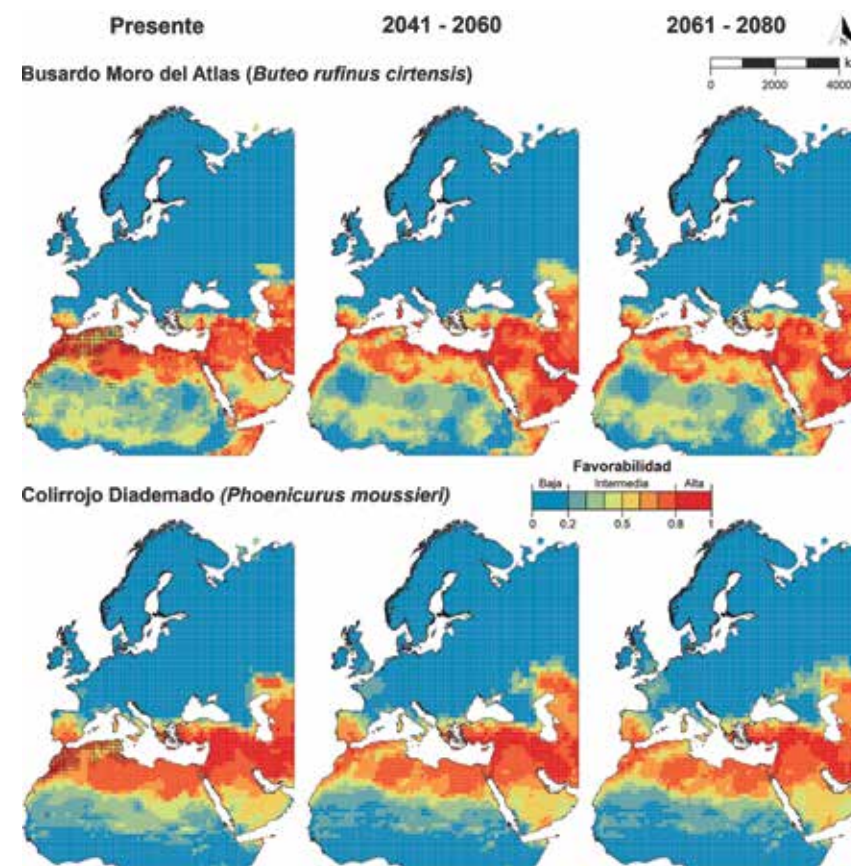 Presente 2041 - 2060 2061 - 2080
N
k
0 2000 4000
Busardo Moro del Atlas (Buteo rufinus cirtensis)
Favorabilidad
Baja Intermedia Alta
0 0.2 0.5 0.8 1
Colirrojo Diademado (Phoenicurus moussieri)